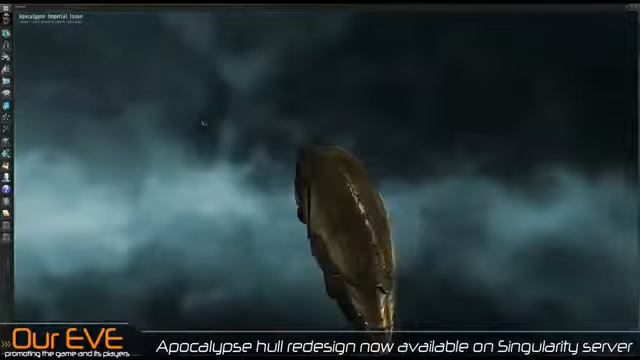 Apocalypse Imperial Issue
Our EVE
promoting the game and its players
Apocalypse hull redesign now available on Singularity server